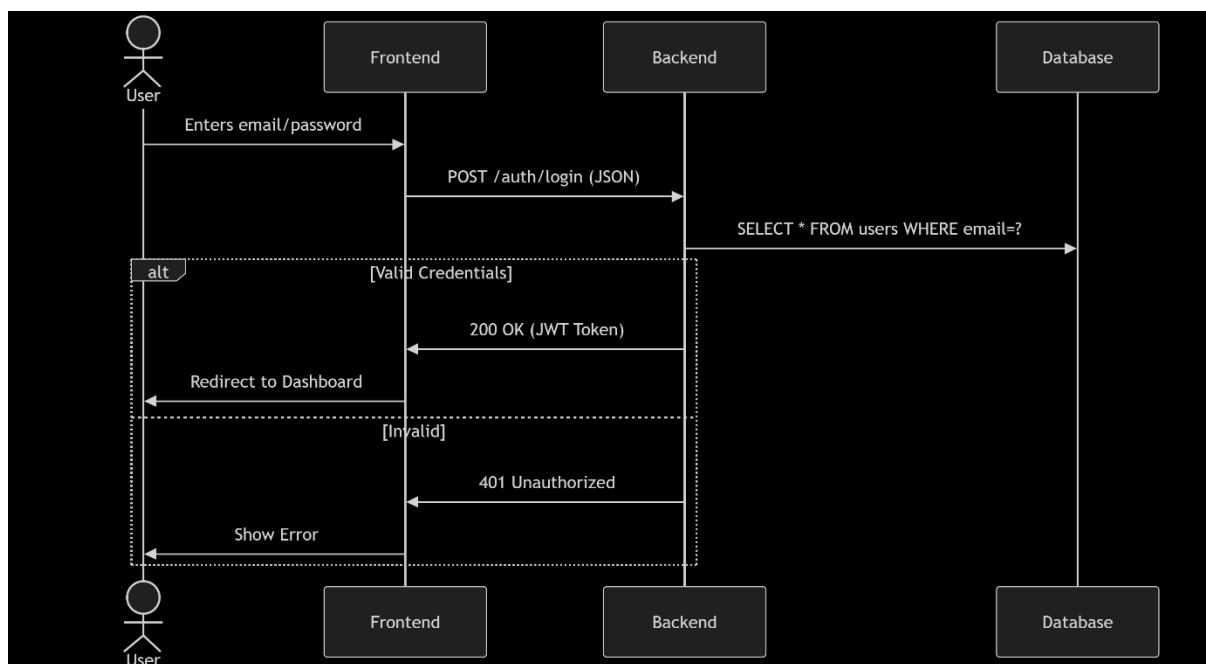 User
Frontend
Backend
Database
Enters email/password
POST /auth/login (JSON)
SELECT * FROM users WHERE email=?
alt
[Valid Credentials]
200 OK (JWT Token)
Redirect to Dashboard
[Invalid]
401 Unauthorized
Show Error
User
Frontend
Backend
Database